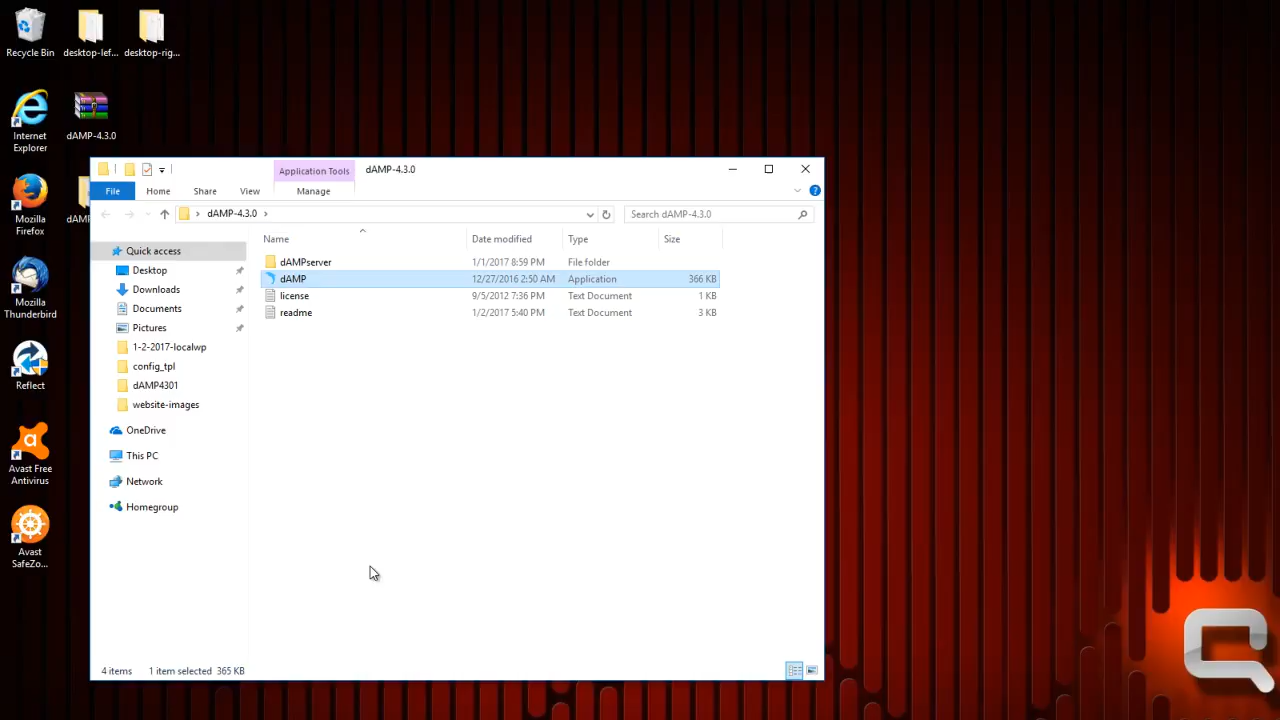 Recycle Bin
desktop-lef...
desktop-rig...
Internet
Explorer
dAMP-4.3.0
Mozilla
Firefox
dAMP
Mozilla
Thunderbird
Reflect
Avast Free
Antivirus
Avast
SafeZo...
Application Tools
dAMP-4.3.0
File
Home
Share
View
Manage
dAMP-4.3.0
Search dAMP-4.3.0
Quick access
Desktop
Downloads
Documents
Pictures
1-2-2017-localwp
config_tpl
dAMP4301
website-images
OneDrive
This PC
Network
Homegroup
Name Date modified Type Size
dAMPserver 1/1/2017 8:59 PM File folder
dAMP 12/27/2016 2:50 AM Application 366 KB
license 9/5/2012 7:36 PM Text Document 1 KB
readme 1/2/2017 5:40 PM Text Document 3 KB
4 items 1 item selected 365 KB